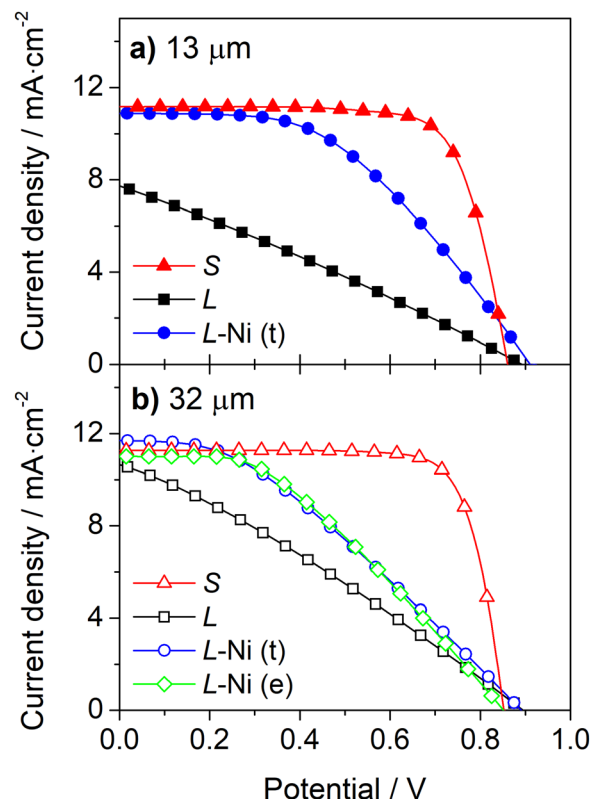 a) 13 μm
12
8
4
0
Current density / mA·cm⁻²
S
L
L-Ni (t)
b) 32 μm
12
8
4
0
Current density / mA·cm⁻²
S
L
L-Ni (t)
L-Ni (e)
0.0 0.2 0.4 0.6 0.8 1.0
Potential / V